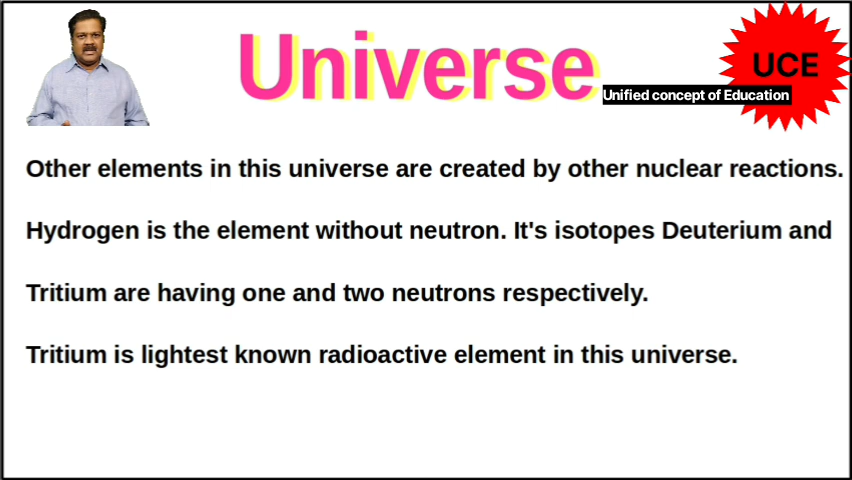 Universe
UCE
Unified concept of Education
Other elements in this universe are created by other nuclear reactions.
Hydrogen is the element without neutron. It's isotopes Deuterium and
Tritium are having one and two neutrons respectively.
Tritium is lightest known radioactive element in this universe.